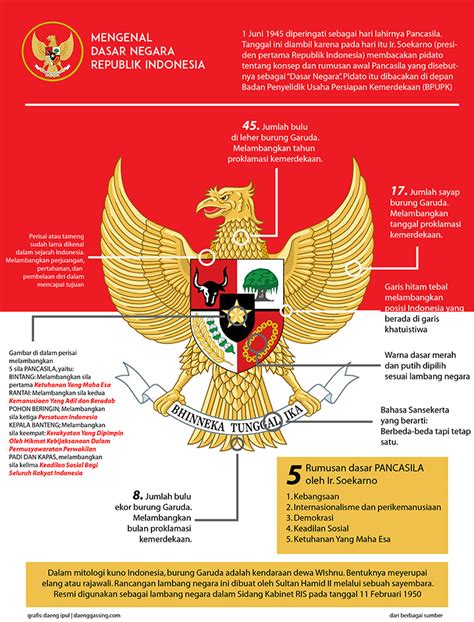 MENGENAL
DASAR NEGARA
REPUBLIK INDONESIA
1 Juni 1945 diperingati sebagai hari lahirnya Pancasila.
Tanggal ini diambil karena pada hari itu Ir.Soekarno (presi-
den pertama Republik Indonesia) membacakan pidato
tentang konsep dan rumusan awal Pancasila yang disebut-
nya sebagai "Dasar Negara". Pidato itu dibacakan di depan
Badan Penyelidik Usaha Persiapan Kemerdekaan (BPUPK)
45. Jumlah bulu
di leher burung Garuda.
Melambangkan tahun
proklamasi kemerdekaan.
17. Jumlah sayap
burung Garuda.
Melambangkan
tanggal proklamasi
kemerdekaan.
Perisai atau tameng
sudah lama dikenal
dalam sejarah Indonesia.
Melambangkan perjuangan,
pertahanan, dan
pembelaan diri dalam
mencapai tujuan
Garis hitam tebal
melambangkan
posisi Indonesia yang
berada di garis
khatuistiwa
Gambar di dalam perisai
melambangkan
5 sila PANCASILA, yaitu:
BINTANG: Melambangkan sila
pertama Ketuhanan Yang Maha Esa
RANTAI: Melambangkan sila kedua
Kemanusiaan Yang Adil dan Beradab
POHON BERINGIN; Melambangkan
sila ketiga Persatuan Indonesia
KEPALA BANTENG; Melambangkan
sila keempat: Kerakyatan Yang Dipimpin
Oleh Hikmat Kebijaksanaan Dalam
Permusyawaratan Perwakilan
PADI DAN KAPAS, melambangkan
sila kelima Keadilan Sosial Bagi
Seluruh Rakyat Indonesia
Warna dasar merah
dan putih dipilih
sesuai lambang negara
BHINNEKA TUNGGAL IKA
Bahasa Sansekerta
yang berarti:
Berbeda-beda tapi tetap
satu.
8. Jumlah bulu
ekor burung Garuda.
Melambangkan
bulan proklamasi
kemerdekaan.
5 Rumusan dasar PANCASILA
oleh Ir. Soekarno
1. Kebangsaan
2. Internasionalisme dan perikemanusiaan
3. Demokrasi
4. Keadilan Sosial
5. Ketuhanan Yang Maha Esa
Dalam mitologi kuno Indonesia, burung Garuda adalah kendaraan dewa Wishnu. Bentuknya meyerupai
elang atau rajawali. Rancangan lambang negara ini dibuat oleh Sultan Hamid II melalui sebuah sayembara.
Resmi digunakan sebagai lambang negara dalam Sidang Kabinet RIS pada tanggal 11 Februari 1950
grafis: daeng ipul | daenggassing.com
dari berbagai sumber